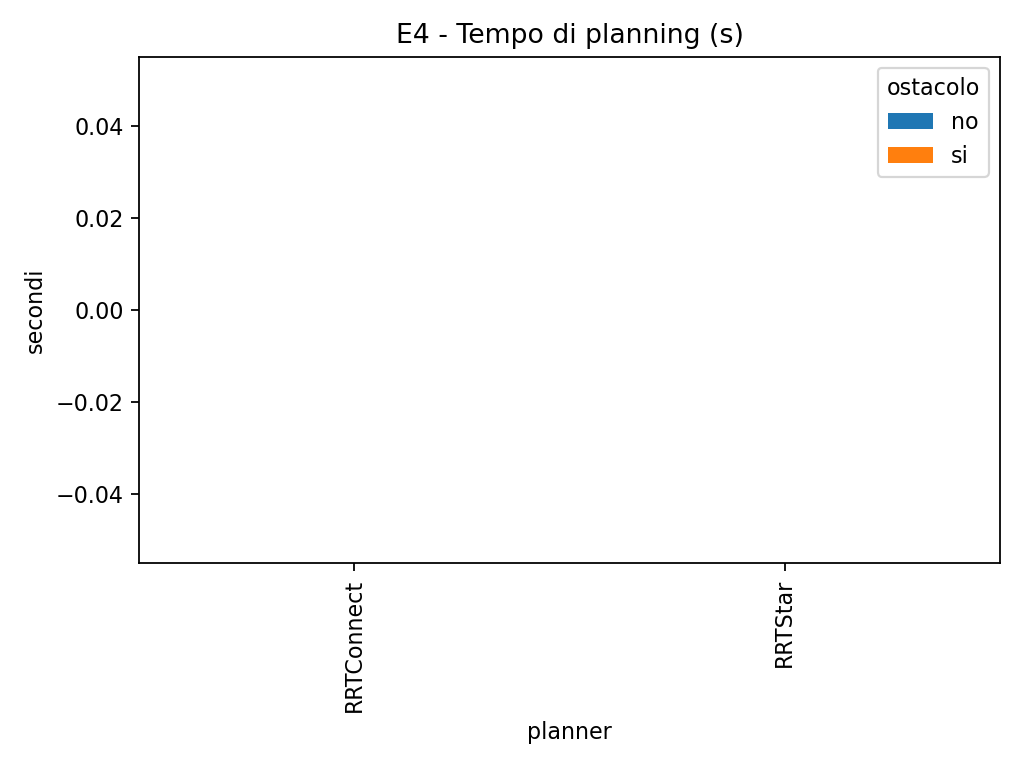 E4 - Tempo di planning (s)
ostacolo
no
si
0.04
0.02
0.00
−0.02
−0.04
secondi
RRTConnect
RRTStar
planner